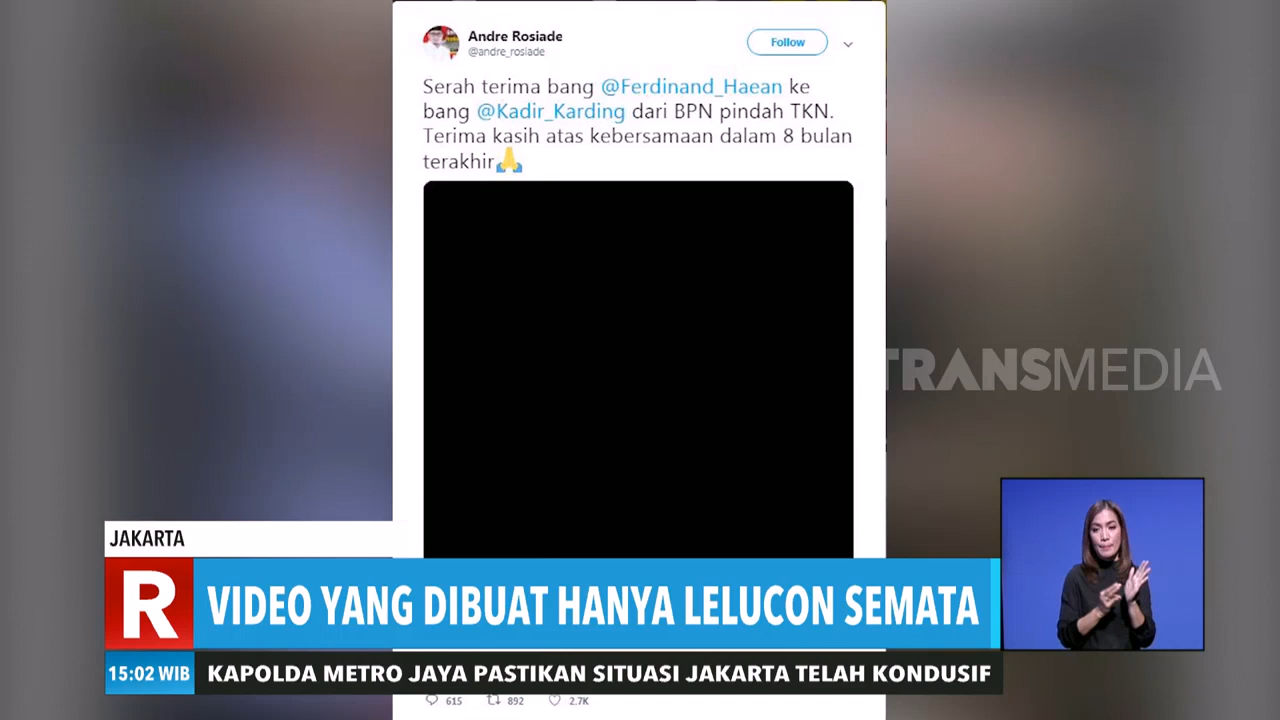 Andre Rosiade
@andre_rosiade
Follow
Serah terima bang @Ferdinand_Haean ke
bang @Kadir_Karding dari BPN pindah TKN.
Terima kasih atas kebersamaan dalam 8 bulan
terakhir🙏
TRANSMEDIA
JAKARTA
R
VIDEO YANG DIBUAT HANYA LELUCON SEMATA
15:02 WIB
KAPOLDA METRO JAYA PASTIKAN SITUASI JAKARTA TELAH KONDUSIF
615 892 2.7K